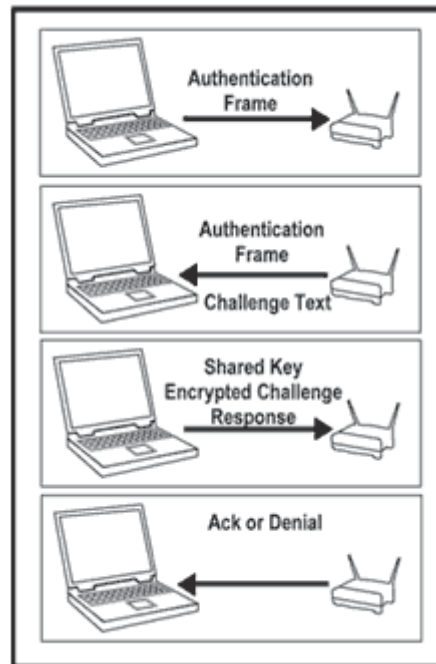 Authentication
Frame
Authentication
Frame
Challenge Text
Shared Key
Encrypted Challenge
Response
Ack or Denial